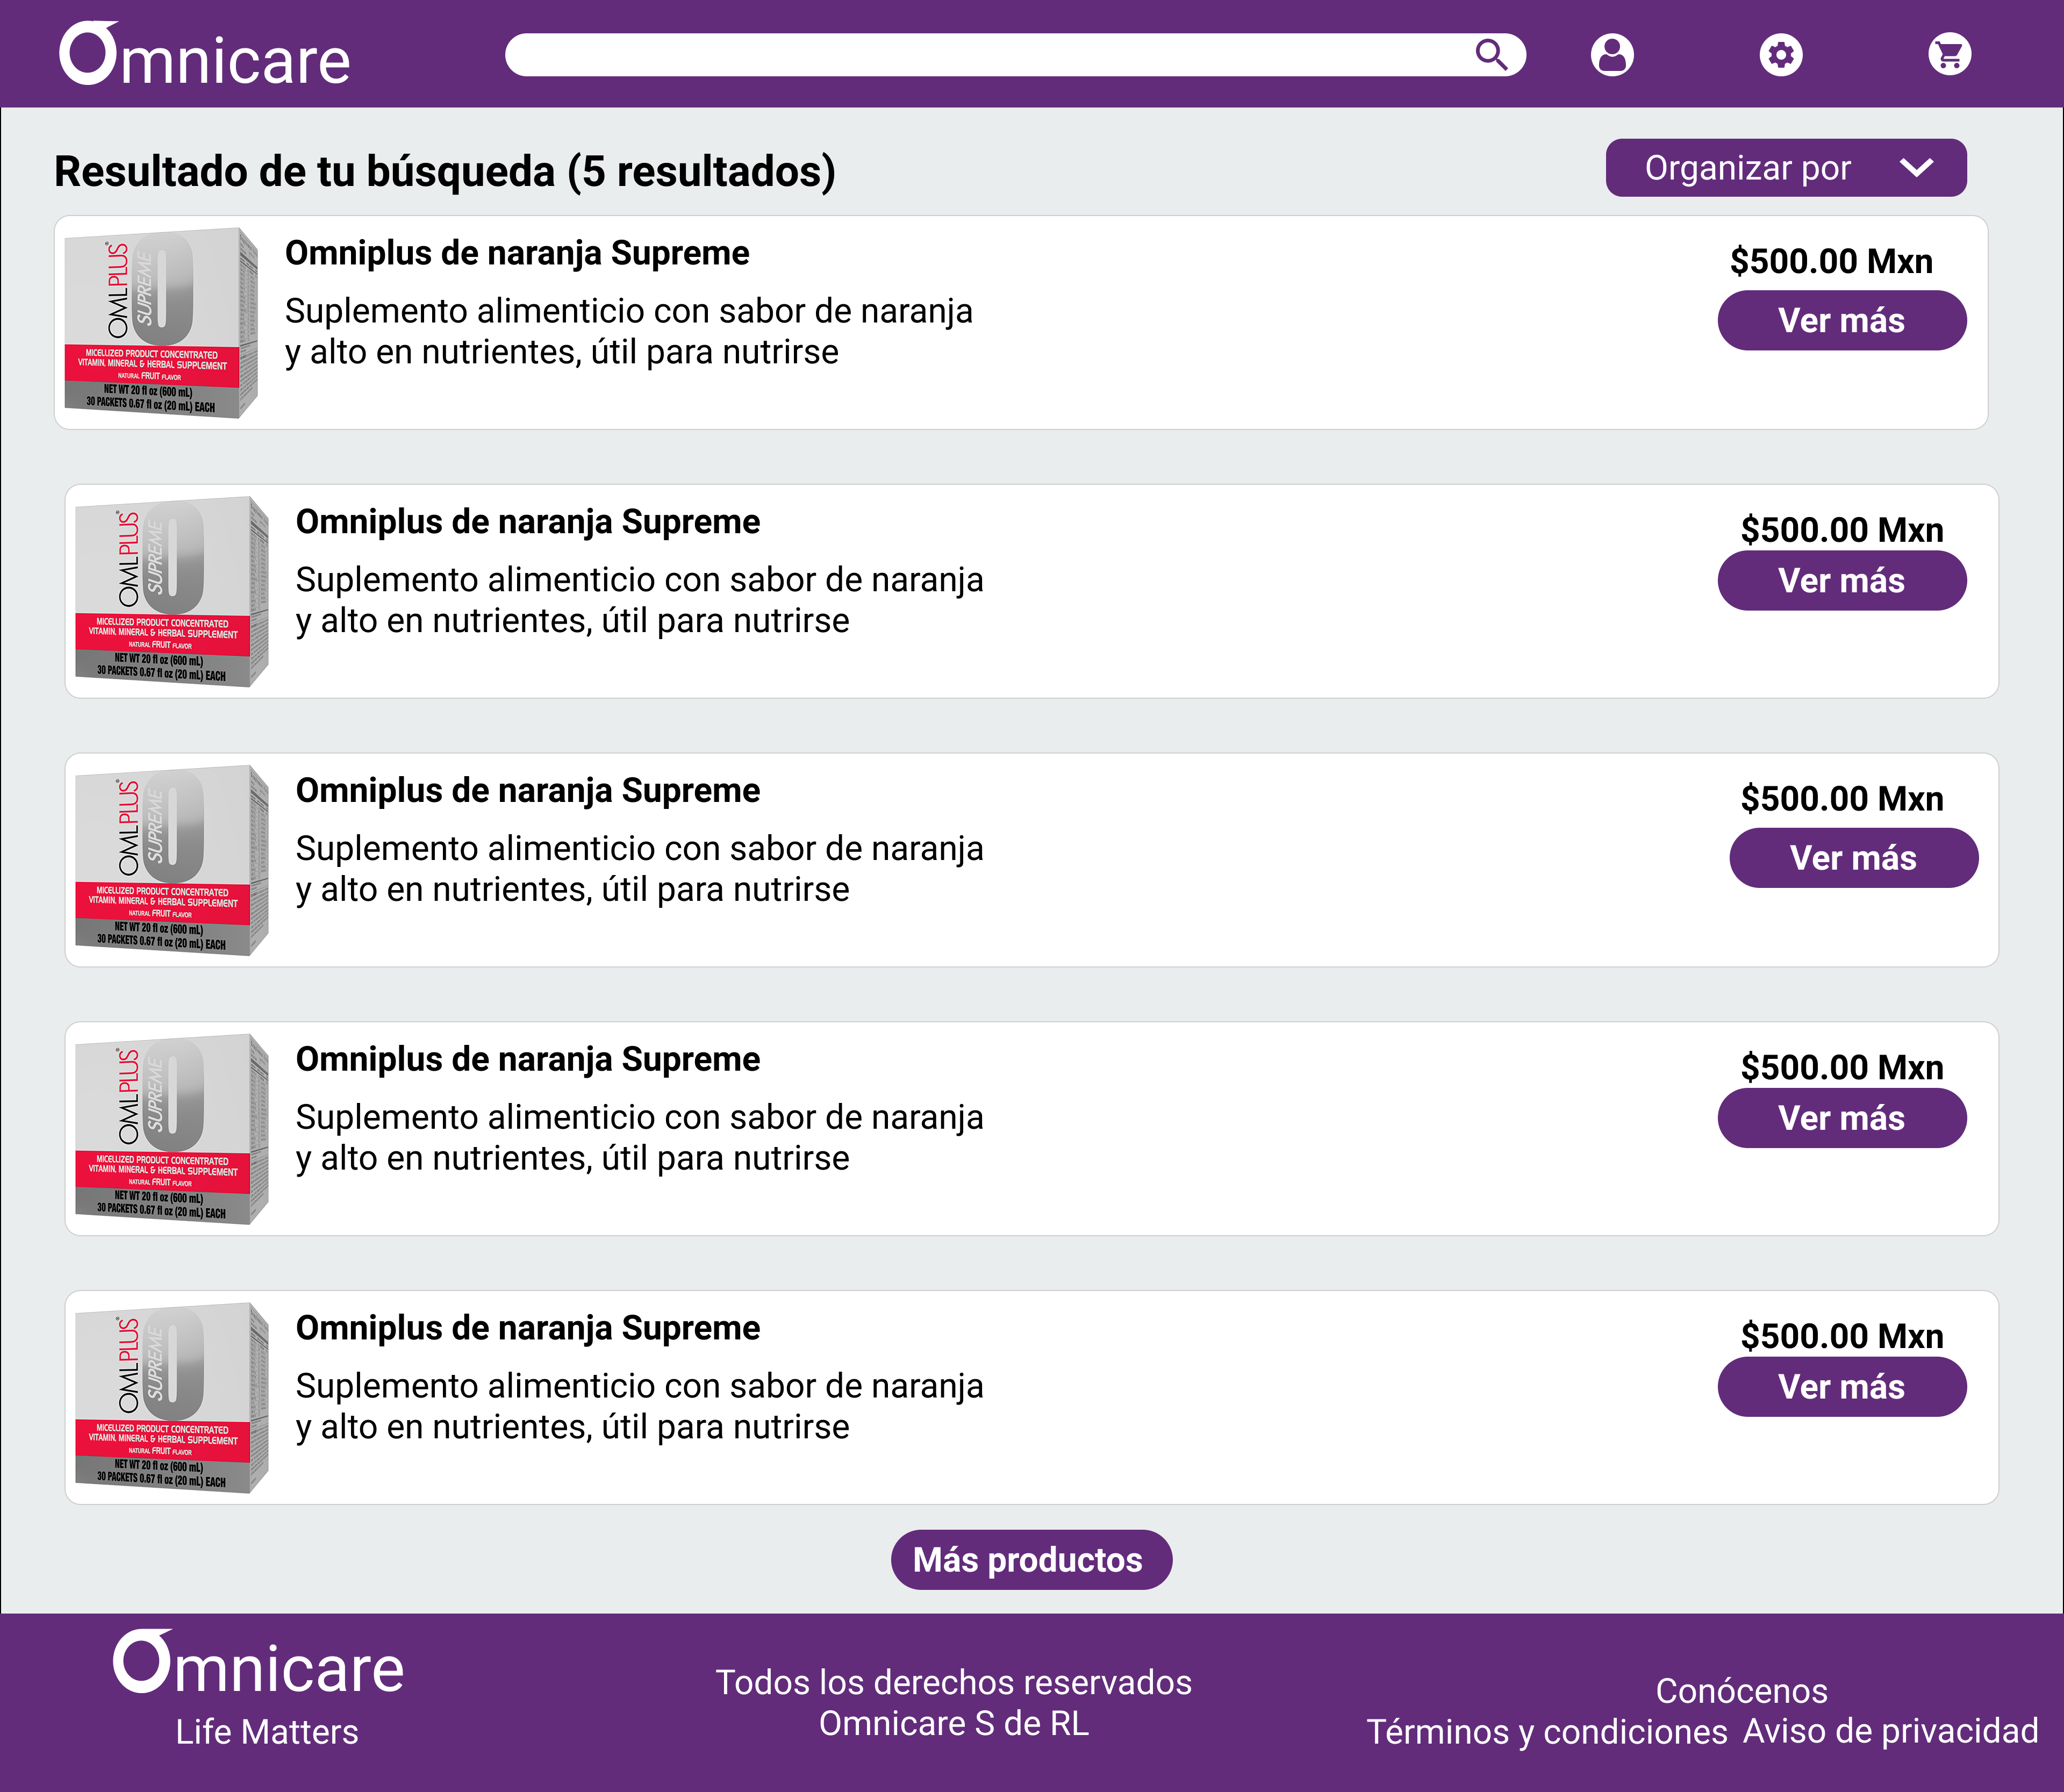 Omnicare
Resultado de tu búsqueda (5 resultados)
Organizar por
OMLPLUS®
SUPREME
MICELLIZED PRODUCT CONCENTRATED
VITAMIN, MINERAL & HERBAL SUPPLEMENT
NATURAL FRUIT FLAVOR
NET WT 20 fl oz (600 mL)
30 PACKETS 0.67 fl oz (20 mL) EACH
Omniplus de naranja Supreme
Suplemento alimenticio con sabor de naranja
y alto en nutrientes, útil para nutrirse
$500.00 Mxn
Ver más
OMLPLUS®
SUPREME
MICELLIZED PRODUCT CONCENTRATED
VITAMIN, MINERAL & HERBAL SUPPLEMENT
NATURAL FRUIT FLAVOR
NET WT 20 fl oz (600 mL)
30 PACKETS 0.67 fl oz (20 mL) EACH
Omniplus de naranja Supreme
Suplemento alimenticio con sabor de naranja
y alto en nutrientes, útil para nutrirse
$500.00 Mxn
Ver más
OMLPLUS®
SUPREME
MICELLIZED PRODUCT CONCENTRATED
VITAMIN, MINERAL & HERBAL SUPPLEMENT
NATURAL FRUIT FLAVOR
NET WT 20 fl oz (600 mL)
30 PACKETS 0.67 fl oz (20 mL) EACH
Omniplus de naranja Supreme
Suplemento alimenticio con sabor de naranja
y alto en nutrientes, útil para nutrirse
$500.00 Mxn
Ver más
OMLPLUS®
SUPREME
MICELLIZED PRODUCT CONCENTRATED
VITAMIN, MINERAL & HERBAL SUPPLEMENT
NATURAL FRUIT FLAVOR
NET WT 20 fl oz (600 mL)
30 PACKETS 0.67 fl oz (20 mL) EACH
Omniplus de naranja Supreme
Suplemento alimenticio con sabor de naranja
y alto en nutrientes, útil para nutrirse
$500.00 Mxn
Ver más
OMLPLUS®
SUPREME
MICELLIZED PRODUCT CONCENTRATED
VITAMIN, MINERAL & HERBAL SUPPLEMENT
NATURAL FRUIT FLAVOR
NET WT 20 fl oz (600 mL)
30 PACKETS 0.67 fl oz (20 mL) EACH
Omniplus de naranja Supreme
Suplemento alimenticio con sabor de naranja
y alto en nutrientes, útil para nutrirse
$500.00 Mxn
Ver más
Más productos
Omnicare
Life Matters
Todos los derechos reservados
Omnicare S de RL
Conócenos
Términos y condiciones Aviso de privacidad